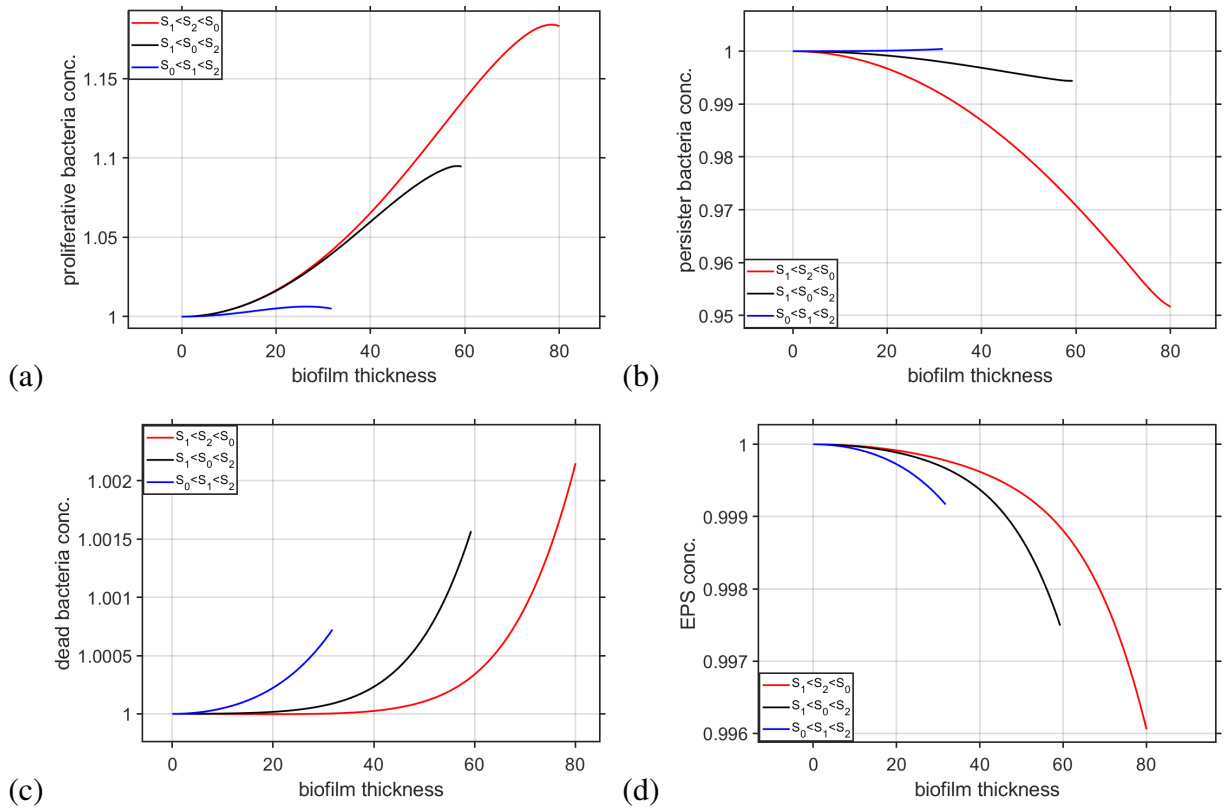 S₁<S₂<S₀
S₁<S₀<S₂
S₀<S₁<S₂
proliferative bacteria conc.
1.15
1.1
1.05
1
0 20 40 60 80
biofilm thickness
(a)
S₁<S₂<S₀
S₁<S₀<S₂
S₀<S₁<S₂
persister bacteria conc.
1
0.99
0.98
0.97
0.96
0.95
0 20 40 60 80
biofilm thickness
(b)
S₁<S₂<S₀
S₁<S₀<S₂
S₀<S₁<S₂
dead bacteria conc.
1.002
1.0015
1.001
1.0005
1
0 20 40 60 80
biofilm thickness
(c)
S₁<S₂<S₀
S₁<S₀<S₂
S₀<S₁<S₂
EPS conc.
1
0.999
0.998
0.997
0.996
0 20 40 60 80
biofilm thickness
(d)